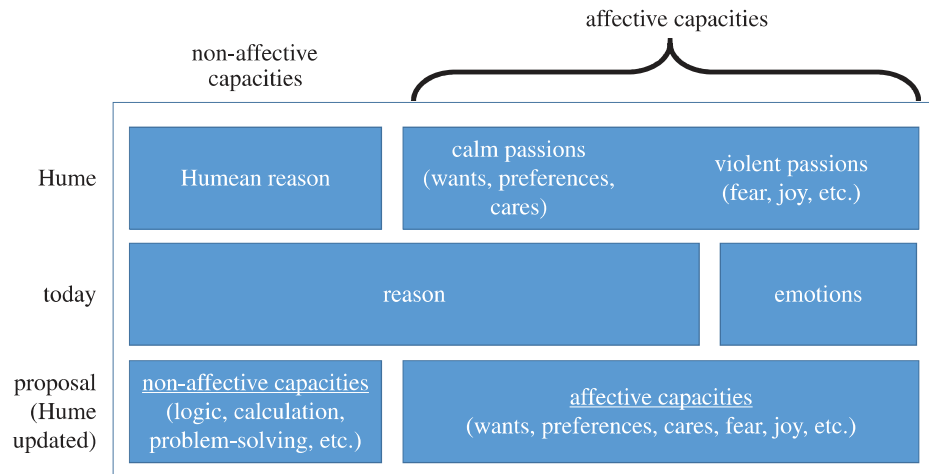 affective capacities
non-affective
capacities
Hume
Humean reason
calm passions
(wants, preferences,
cares)
violent passions
(fear, joy, etc.)
today
reason
emotions
proposal
(Hume
updated)
non-affective capacities
(logic, calculation,
problem-solving, etc.)
affective capacities
(wants, preferences, cares, fear, joy, etc.)